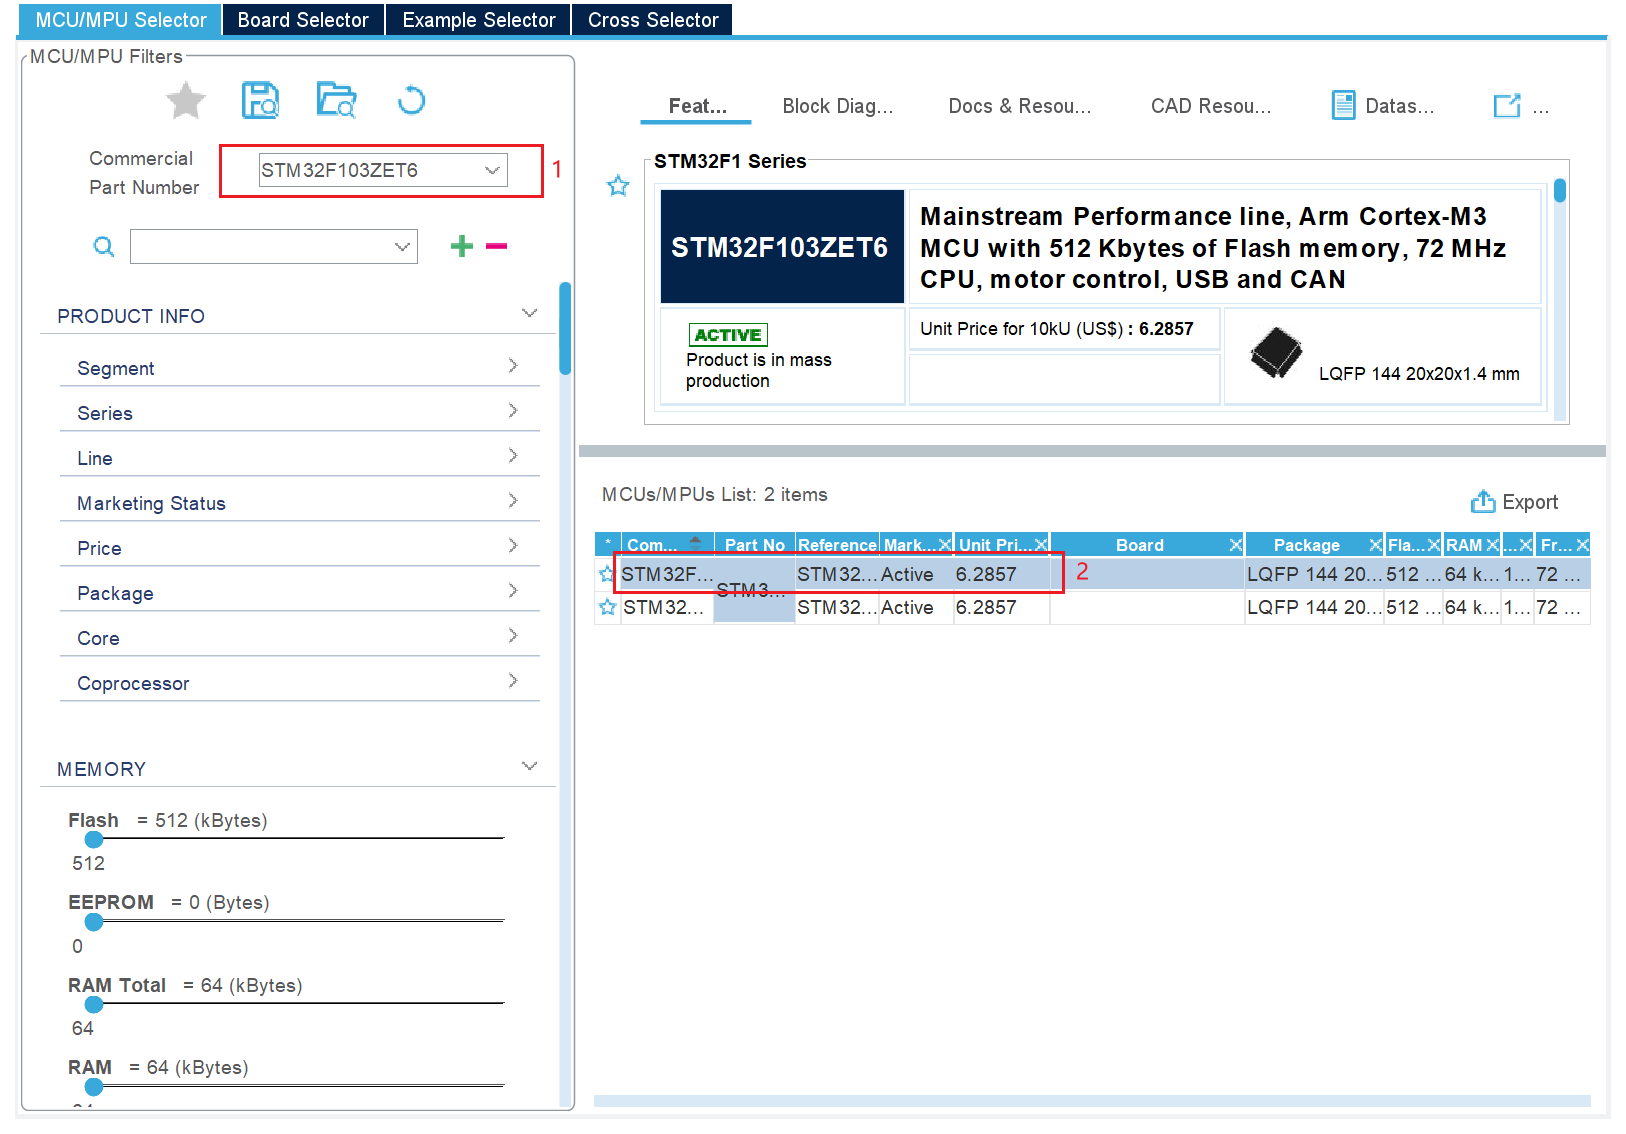 MCU/MPU Selector Board Selector Example Selector Cross Selector
MCU/MPU Filters
Commercial
Part Number
STM32F103ZET6
1
PRODUCT INFO
Segment
Series
Line
Marketing Status
Price
Package
Core
Coprocessor
MEMORY
Flash = 512 (kBytes)
512
EEPROM = 0 (Bytes)
0
RAM Total = 64 (kBytes)
64
RAM = 64 (kBytes)
Feat... Block Diag... Docs & Resou... CAD Resou... Datas... ...
STM32F1 Series
STM32F103ZET6
Mainstream Performance line, Arm Cortex-M3
MCU with 512 Kbytes of Flash memory, 72 MHz
CPU, motor control, USB and CAN
ACTIVE
Product is in mass
production
Unit Price for 10kU (US$) : 6.2857
LQFP 144 20x20x1.4 mm
MCUs/MPUs List: 2 items
Export
* Com... Part No Reference Mark... Unit Pri... Board Package Fla... RAM ... Fr...
STM32F... STM3... STM32... Active 6.2857 2 LQFP 144 20... 512 ... 64 k... 1... 72 ...
STM32... STM32... Active 6.2857 LQFP 144 20... 512 ... 64 k... 1... 72 ...